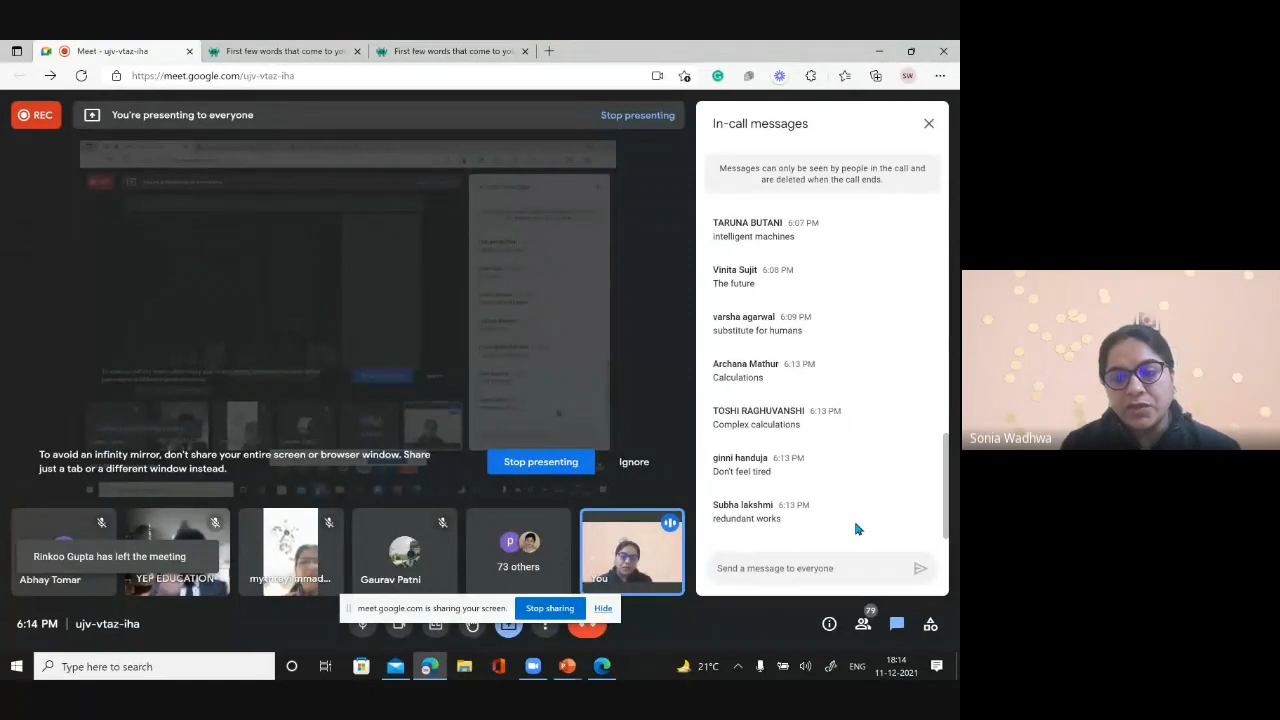 Meet - ujv-vtaz-iha
First few words that come to you
First few words that come to you
https://meet.google.com/ujv-vtaz-iha
SW
REC
You're presenting to everyone
Stop presenting
In-call messages
Messages can only be seen by people in the call and
are deleted when the call ends.
TARUNA BUTANI 6:07 PM
intelligent machines
Vinita Sujit 6:08 PM
The future
varsha agarwal 6:09 PM
substitute for humans
Archana Mathur 6:13 PM
Calculations
TOSHI RAGHUVANSHI 6:13 PM
Complex calculations
ginni handuja 6:13 PM
Don't feel tired
Subha lakshmi 6:13 PM
redundant works
Send a message to everyone
To avoid an infinity mirror, don't share your entire screen or browser window. Share
just a tab or a different window instead.
Stop presenting
Ignore
Rinkoo Gupta has left the meeting
Abhay Tomar
YEP EDUCATION
Gaurav Patni
p
73 others
You
meet.google.com is sharing your screen.
Stop sharing
Hide
6:14 PM
ujv-vtaz-iha
79
Type here to search
21°C
ENG
18:14
11-12-2021
Sonia Wadhwa